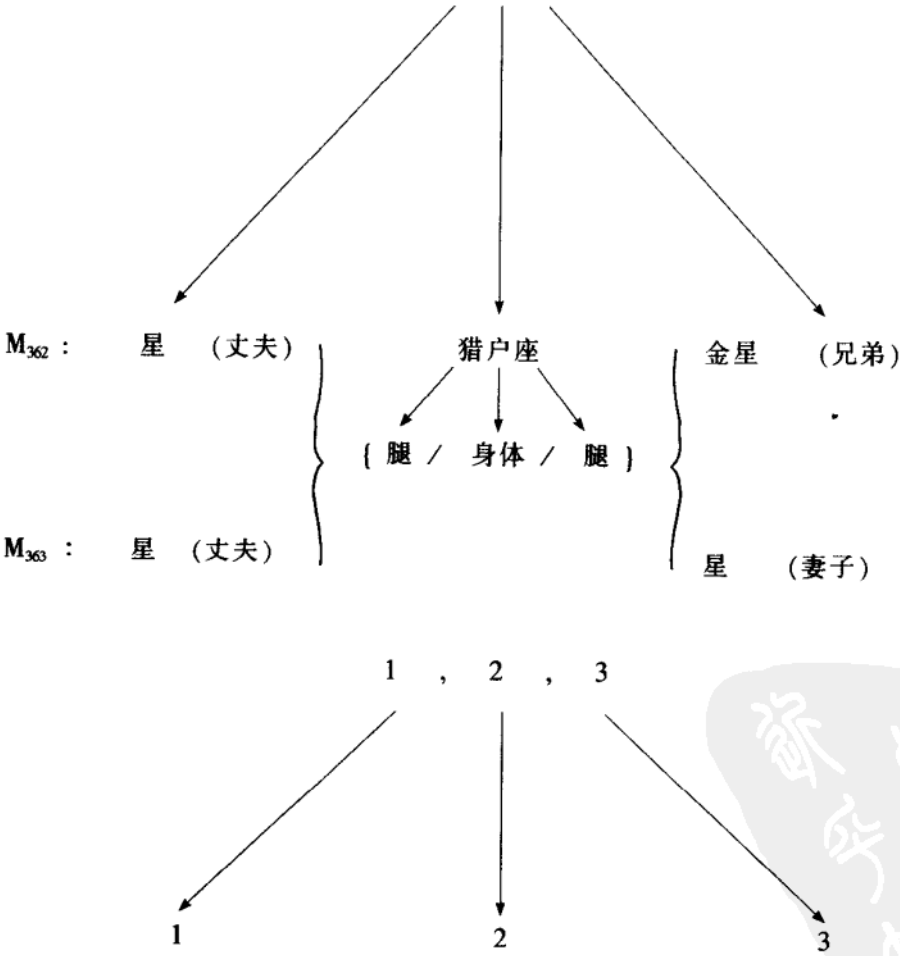 M₃₆₂： 星 （丈夫） 猎户座 金星 （兄弟）
{ 腿 / 身体 / 腿 }
M₃₆₃： 星 （丈夫） 星 （妻子）
1 , 2 , 3
1 2 3